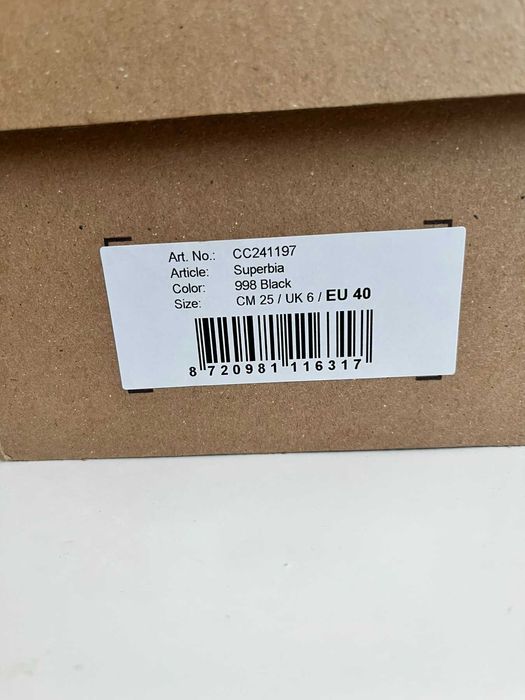 Art. No.: CC241197
Article: Superbia
Color: 998 Black
Size: CM 25 / UK 6 / EU 40
8 720981 116317